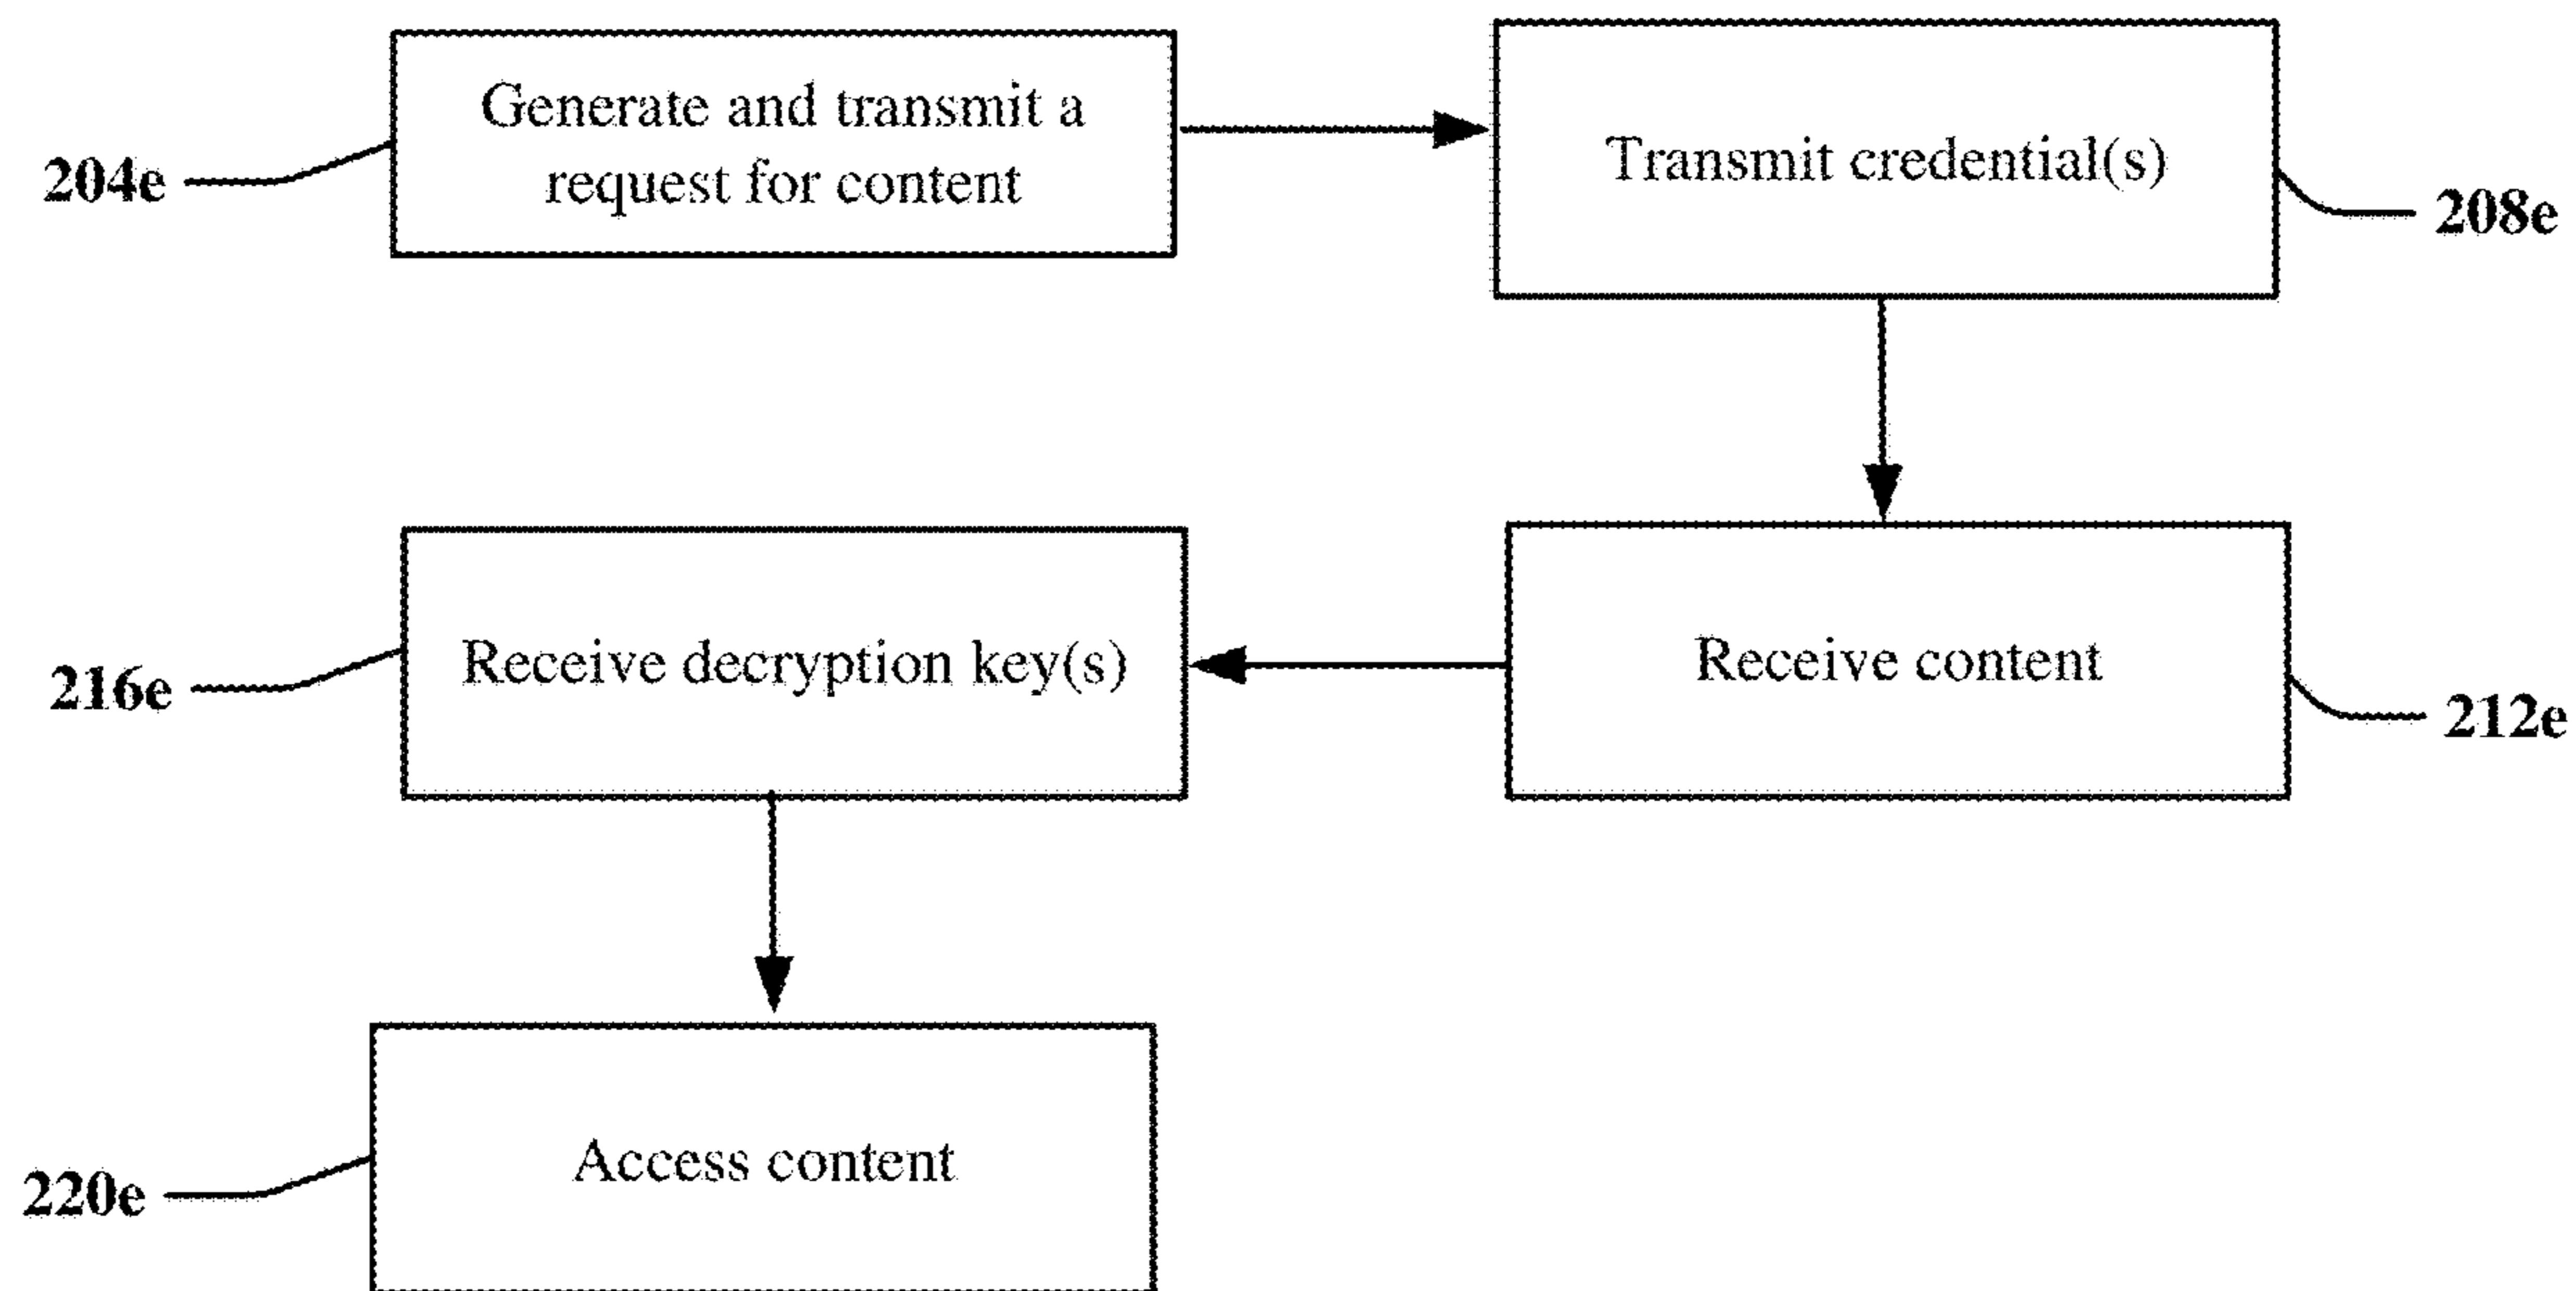 Generate and transmit a
request for content
204e
Transmit credential(s)
208e
Receive decryption key(s)
216e
Receive content
212e
Access content
220e